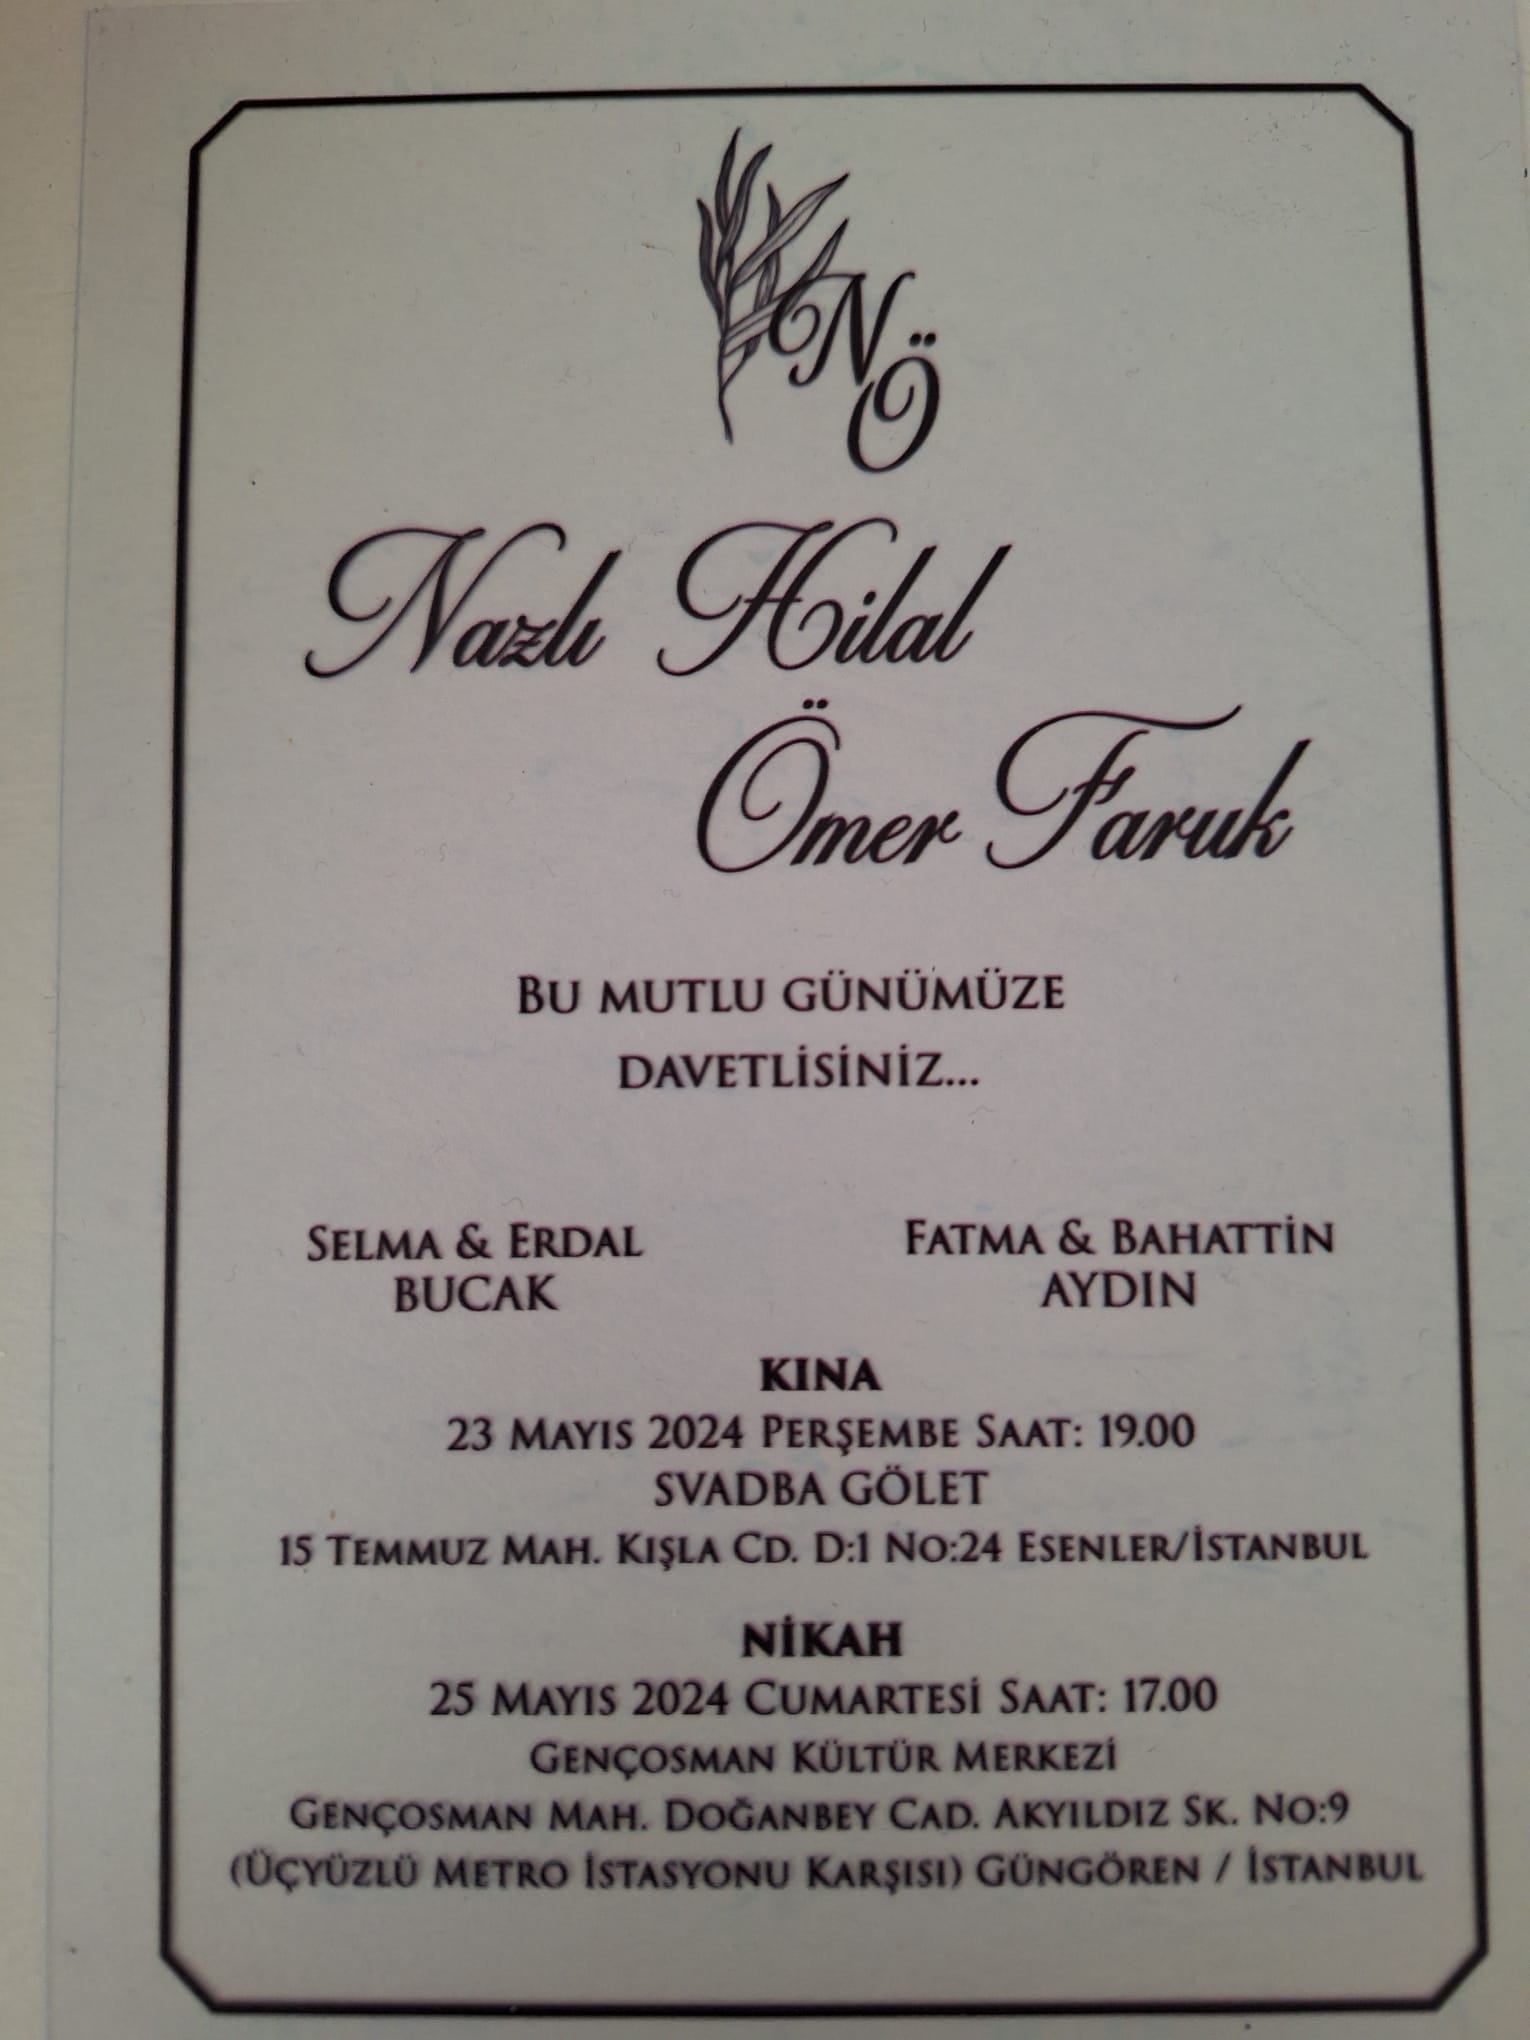 N
Ö
Nazlı Hilal
Ömer Faruk
BU MUTLU GÜNÜMÜZE
DAVETLİSİNİZ...
SELMA & ERDAL
BUCAK
FATMA & BAHATTİN
AYDIN
KINA
23 MAYIS 2024 PERŞEMBE SAAT: 19.00
SVADBA GÖLET
15 TEMMUZ MAH. KIŞLA CD. D:1 NO:24 ESENLER/İSTANBUL
NİKAH
25 MAYIS 2024 CUMARTESİ SAAT: 17.00
GENÇOSMAN KÜLTÜR MERKEZİ
GENÇOSMAN MAH. DOĞANBEY CAD. AKYILDIZ SK. NO:9
(ÜÇYÜZLÜ METRO İSTASYONU KARŞISI) GÜNGÖREN / İSTANBUL